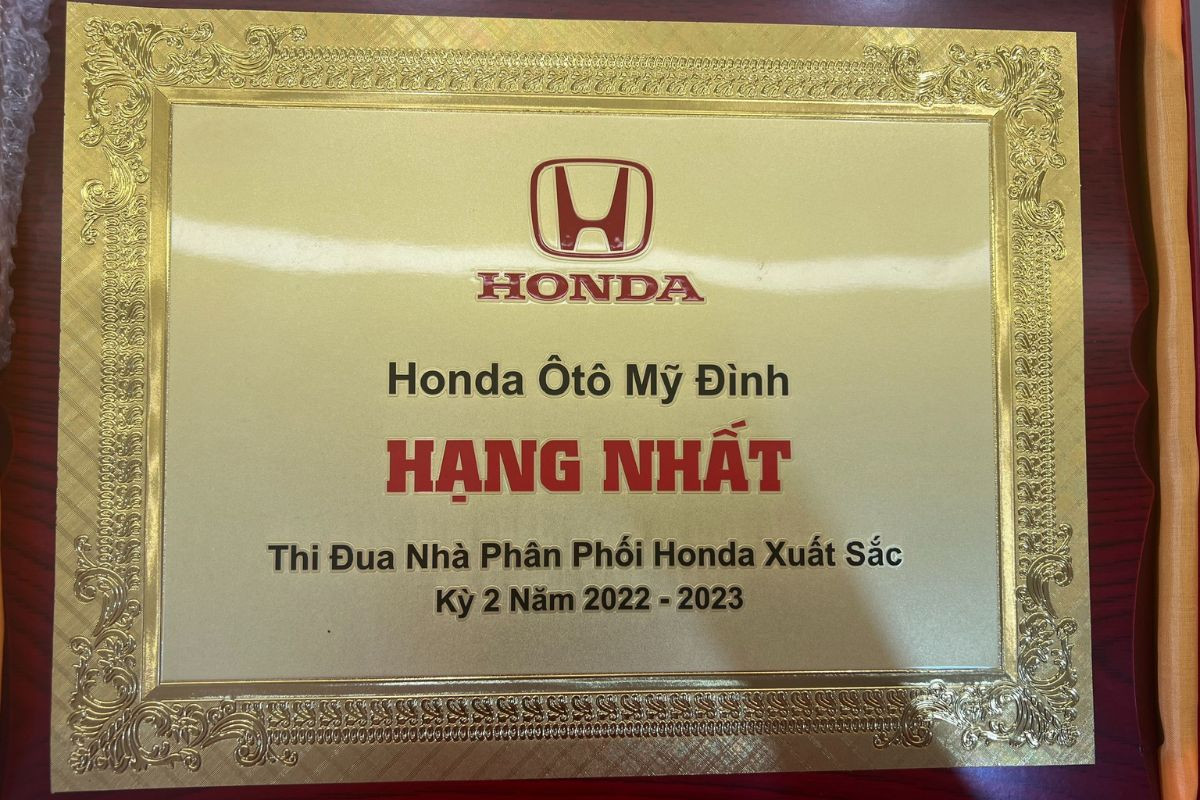 HONDA
Honda Ôtô Mỹ Đình
HẠNG NHẤT
Thi Đua Nhà Phân Phối Honda Xuất Sắc
Kỳ 2 Năm 2022 - 2023